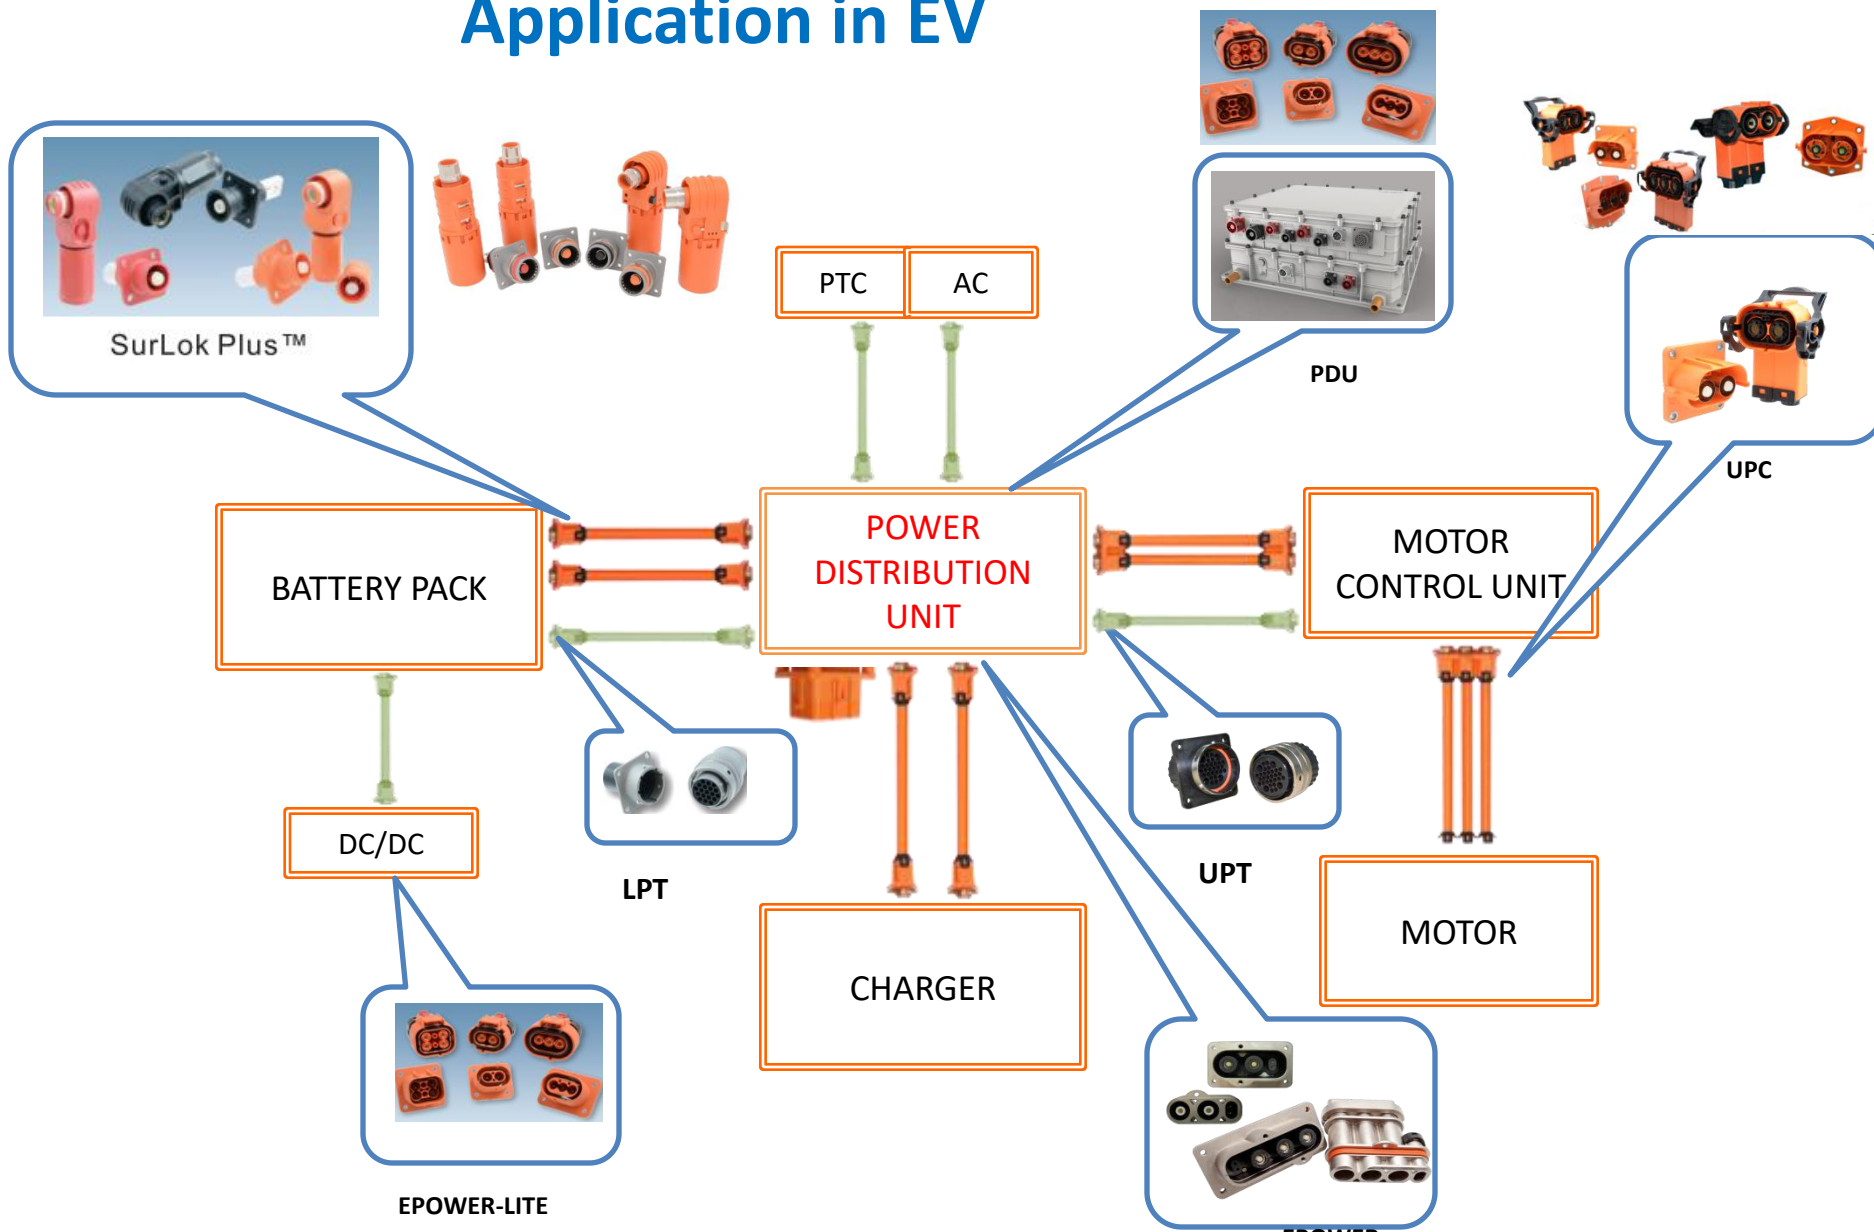 Application in EV
SurLok Plus™
PTC
AC
PDU
UPC
BATTERY PACK
POWER
DISTRIBUTION
UNIT
MOTOR
CONTROL UNIT
DC/DC
LPT
UPT
CHARGER
MOTOR
EPOWER-LITE
EPOWER